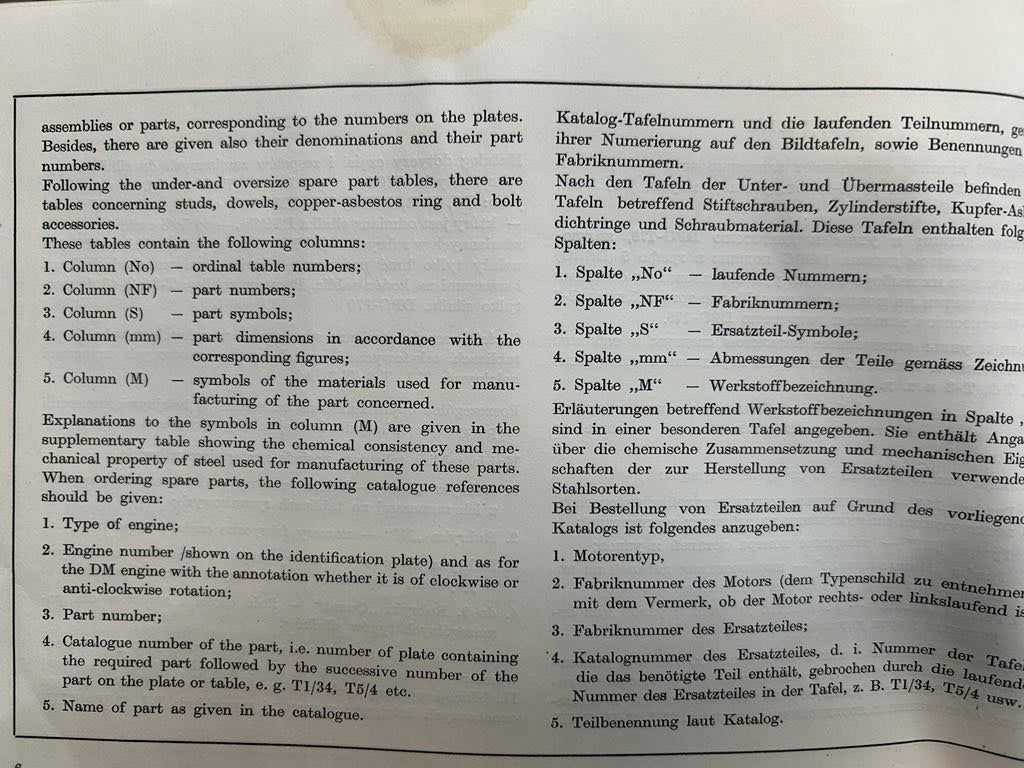 assemblies or parts, corresponding to the numbers on the plates.
Besides, there are given also their denominations and their part
numbers.
Following the under-and oversize spare part tables, there are
tables concerning studs, dowels, copper-asbestos ring and bolt
accessories.
These tables contain the following columns:
1. Column (No) — ordinal table numbers;
2. Column (NF) — part numbers;
3. Column (S) — part symbols;
4. Column (mm) — part dimensions in accordance with the
corresponding figures;
5. Column (M) — symbols of the materials used for manu-
facturing of the part concerned.
Explanations to the symbols in column (M) are given in the
supplementary table showing the chemical consistency and me-
chanical property of steel used for manufacturing of these parts.
When ordering spare parts, the following catalogue references
should be given:
1. Type of engine;
2. Engine number /shown on the identification plate) and as for
the DM engine with the annotation whether it is of clockwise or
anti-clockwise rotation;
3. Part number;
4. Catalogue number of the part, i.e. number of plate containing
the required part followed by the successive number of the
part on the plate or table, e. g. T1/34, T5/4 etc.
5. Name of part as given in the catalogue.
Katalog-Tafelnummern und die laufenden Teilnummern, ge
ihrer Numerierung auf den Bildtafeln, sowie Benennungen
Fabriknummern.
Nach den Tafeln der Unter- und Übermassteile befinden
Tafeln betreffend Stiftschrauben, Zylinderstifte, Kupfer-As
dichtringe und Schraubmaterial. Diese Tafeln enthalten folg
Spalten:
1. Spalte „No“ — laufende Nummern;
2. Spalte „NF“ — Fabriknummern;
3. Spalte „S“ — Ersatzteil-Symbole;
4. Spalte „mm“ — Abmessungen der Teile gemäss Zeichn
5. Spalte „M“ — Werkstoffbezeichnung.
Erläuterungen betreffend Werkstoffbezeichnungen in Spalte „
sind in einer besonderen Tafel angegeben. Sie enthält Anga
über die chemische Zusammensetzung und mechanischen Eig
schaften der zur Herstellung von Ersatzteilen verwende
Stahlsorten.
Bei Bestellung von Ersatzteilen auf Grund des vorliegend
Katalogs ist folgendes anzugeben:
1. Motorentyp,
2. Fabriknummer des Motors (dem Typenschild zu entnehmen
mit dem Vermerk, ob der Motor rechts- oder linkslaufend is
3. Fabriknummer des Ersatzteiles;
4. Katalognummer des Ersatzteiles, d. i. Nummer der Tafe
die das benötigte Teil enthält, gebrochen durch die laufend
Nummer des Ersatzteiles in der Tafel, z. B. T1/34, T5/4 usw.
5. Teilbenennung laut Katalog.